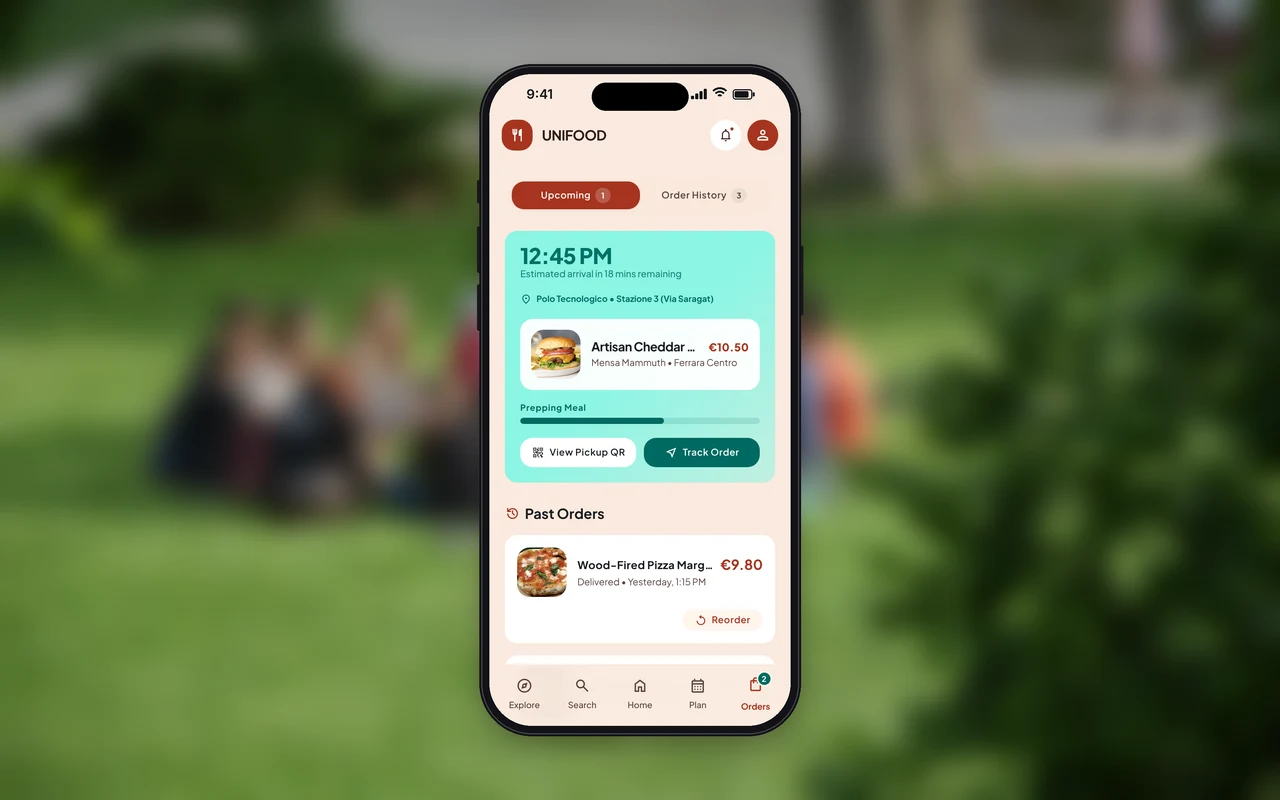 9:41
UNIFOOD
Upcoming 1
Order History 3
12:45 PM
Estimated arrival in 18 mins remaining
Polo Tecnologico • Stazione 3 (Via Saragat)
Artisan Cheddar ... €10.50
Mensa Mammuth • Ferrara Centro
Prepping Meal
View Pickup QR
Track Order
Past Orders
Wood-Fired Pizza Marg... €9.80
Delivered • Yesterday, 1:15 PM
Reorder
2
Explore
Search
Home
Plan
Orders